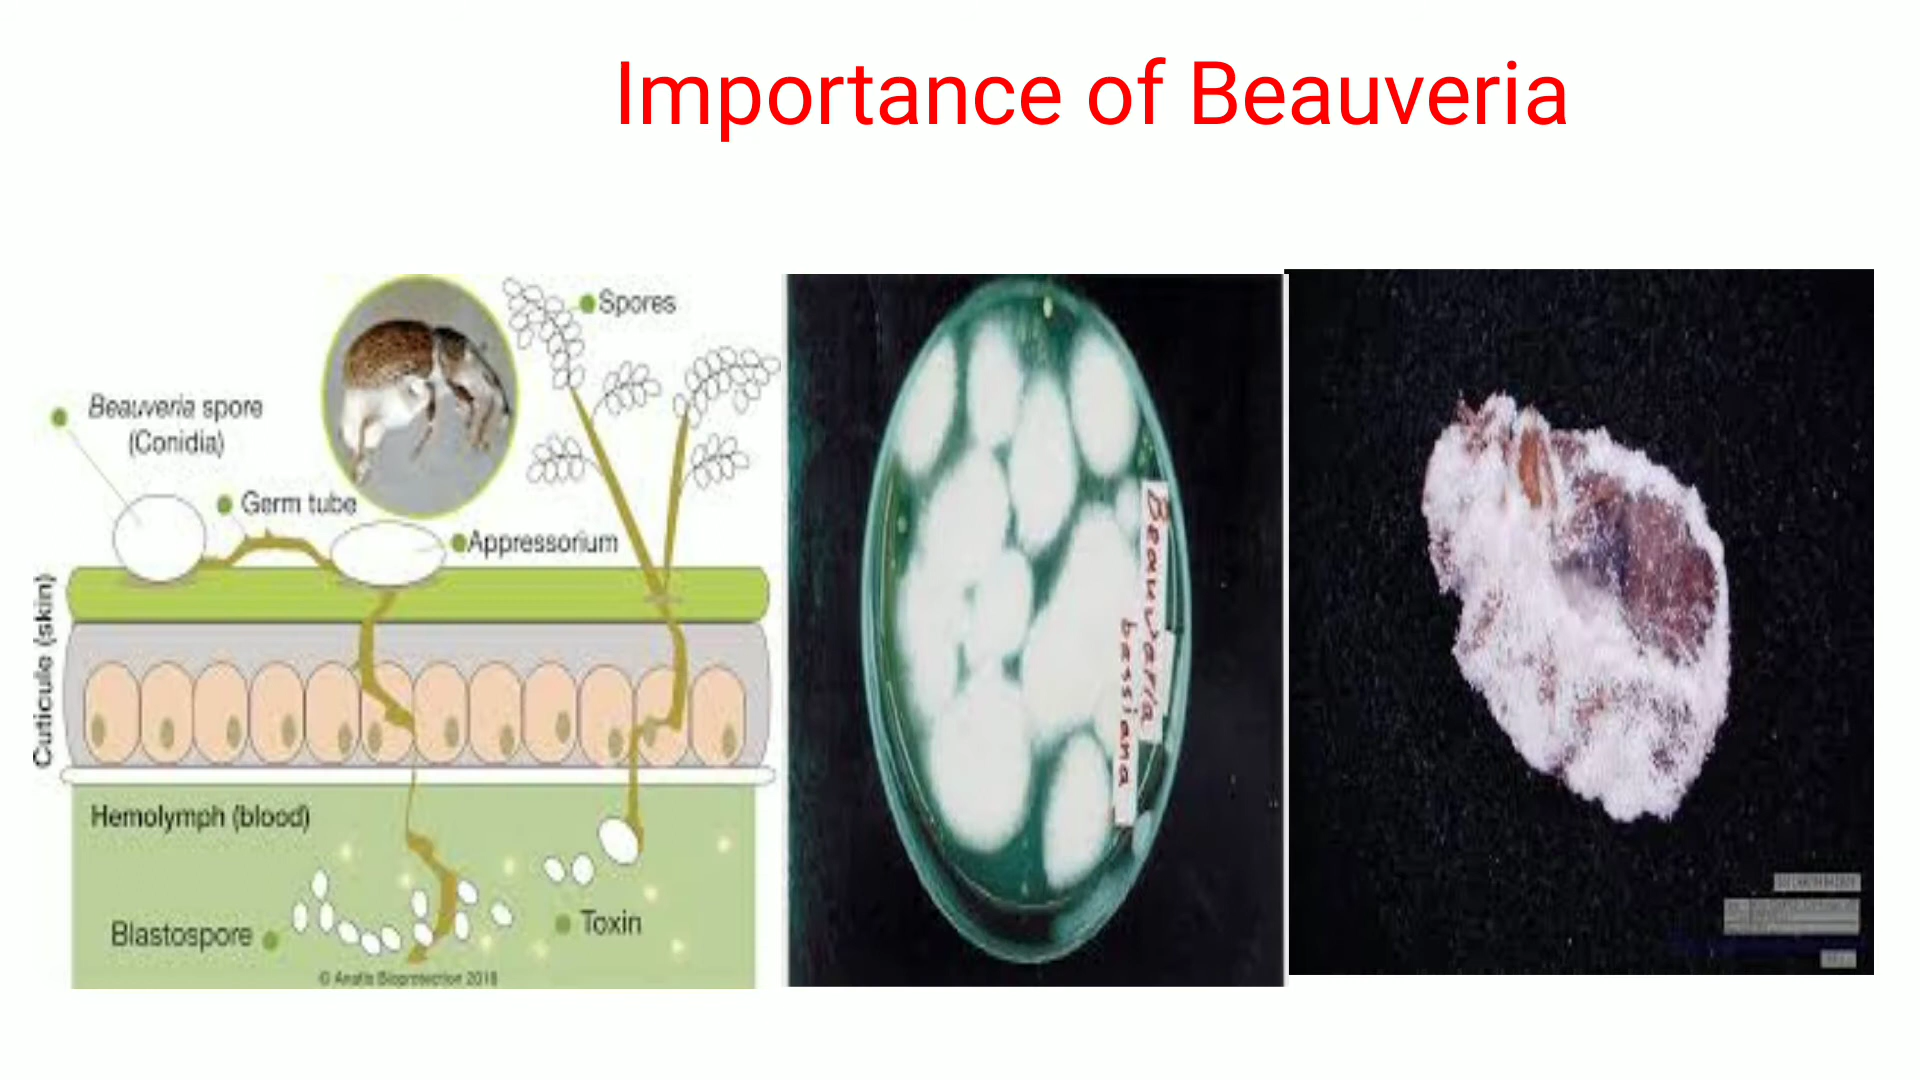 Importance of Beauveria
Spores
Beauveria spore
(Conidia)
Germ tube
Appressorium
Cuticule (skin)
Hemolymph (blood)
Blastospore
Toxin
© Anatis Bioprotection 2018
Beauveria
bassiana